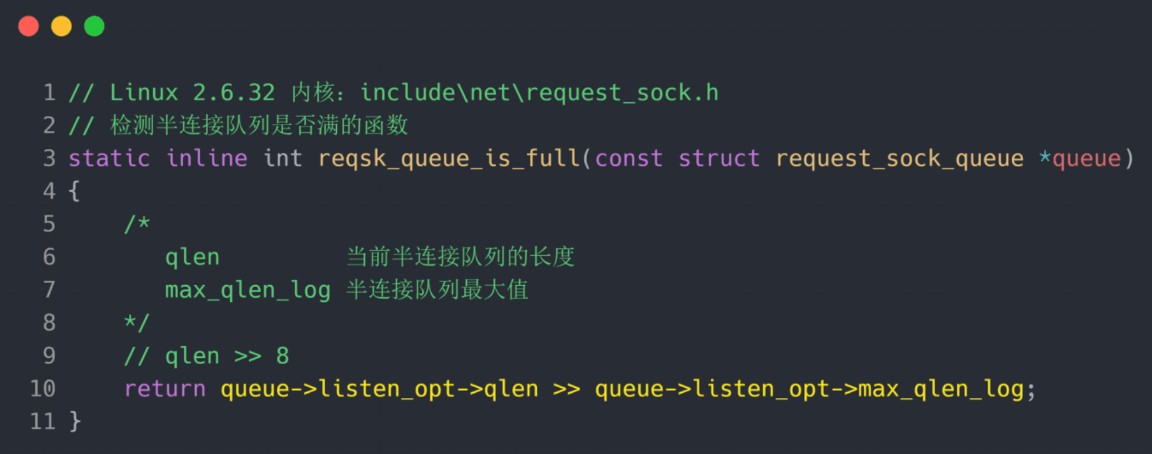 1 // Linux 2.6.32 内核：include\net\request_sock.h
2 // 检测半连接队列是否满的函数
3 static inline int reqsk_queue_is_full(const struct request_sock_queue *queue)
4 {
5     /*
6        qlen         当前半连接队列的长度
7        max_qlen_log 半连接队列最大值
8     */
9     // qlen >> 8
10     return queue->listen_opt->qlen >> queue->listen_opt->max_qlen_log;
11 }